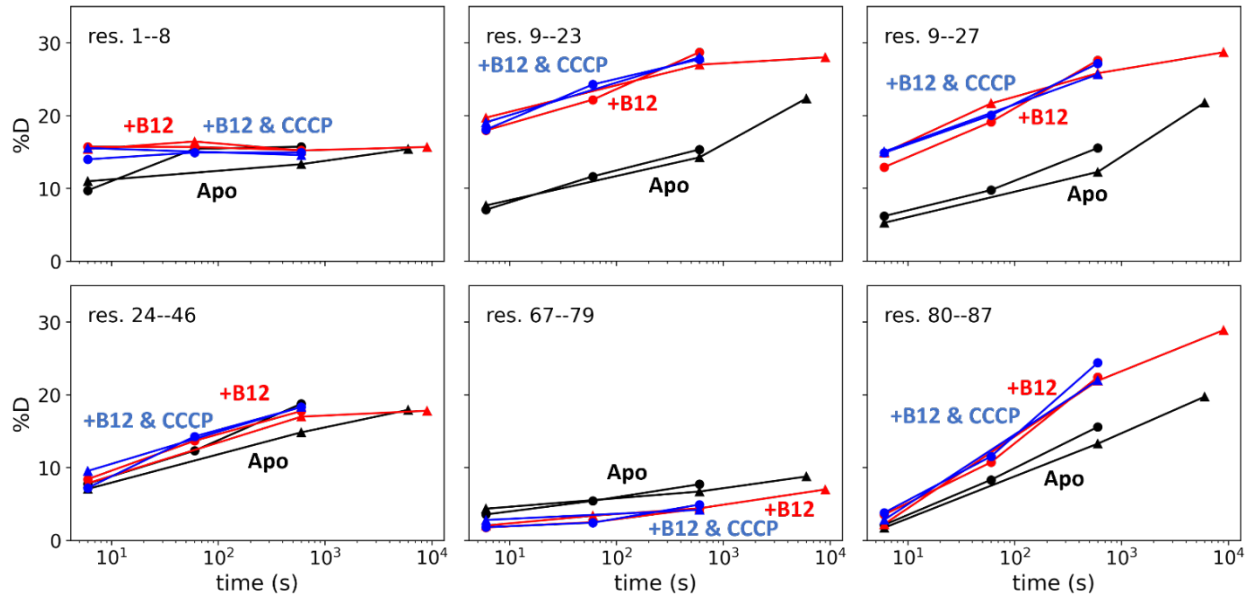 %D
30
20
10
0
res. 1--8
+B12
+B12 & CCCP
Apo
res. 9--23
+B12 & CCCP
+B12
Apo
res. 9--27
+B12 & CCCP
+B12
Apo
%D
30
20
10
0
res. 24--46
+B12 & CCCP
+B12
Apo
10¹ 10² 10³ 10⁴
time (s)
res. 67--79
Apo
+B12
+B12 & CCCP
10¹ 10² 10³ 10⁴
time (s)
res. 80--87
+B12
+B12 & CCCP
Apo
10¹ 10² 10³ 10⁴
time (s)